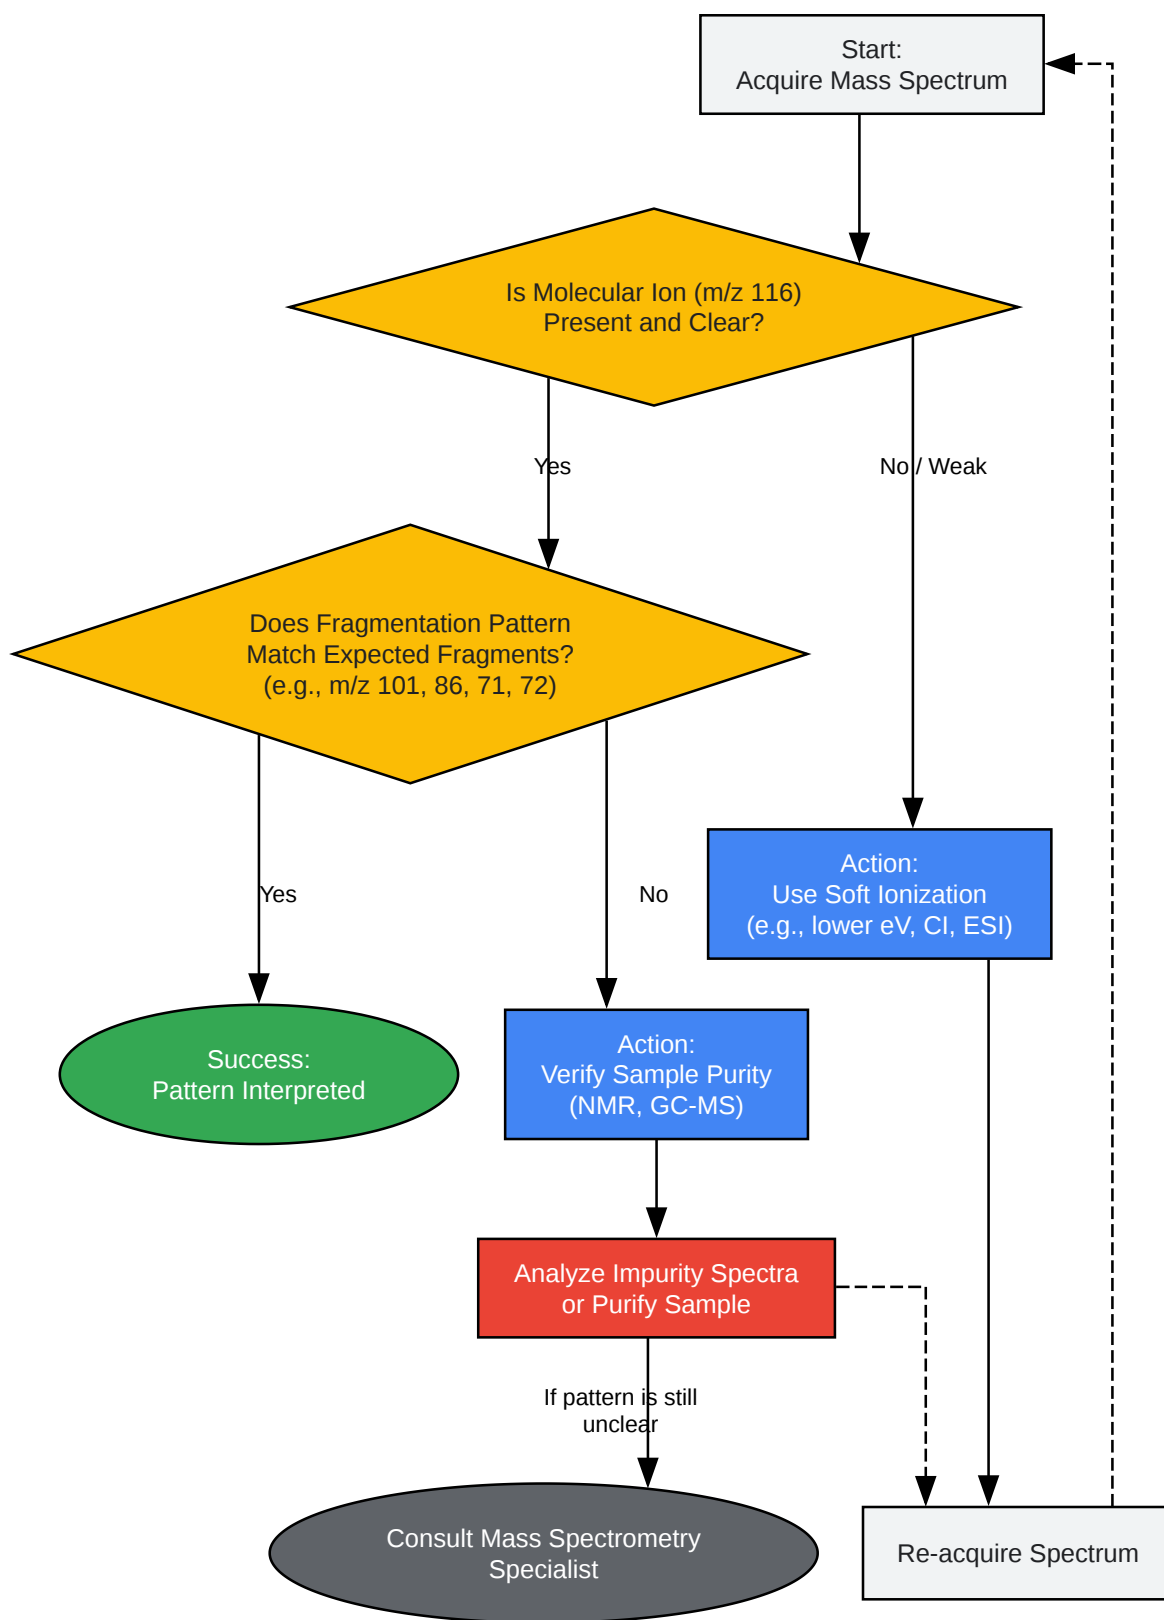 Start:
Acquire Mass Spectrum
Is Molecular Ion (m/z 116)
Present and Clear?
Yes
No / Weak
Does Fragmentation Pattern
Match Expected Fragments?
(e.g., m/z 101, 86, 71, 72)
Action:
Use Soft Ionization
(e.g., lower eV, CI, ESI)
Yes
No
Success:
Pattern Interpreted
Action:
Verify Sample Purity
(NMR, GC-MS)
Analyze Impurity Spectra
or Purify Sample
If pattern is still
unclear
Consult Mass Spectrometry
Specialist
Re-acquire Spectrum